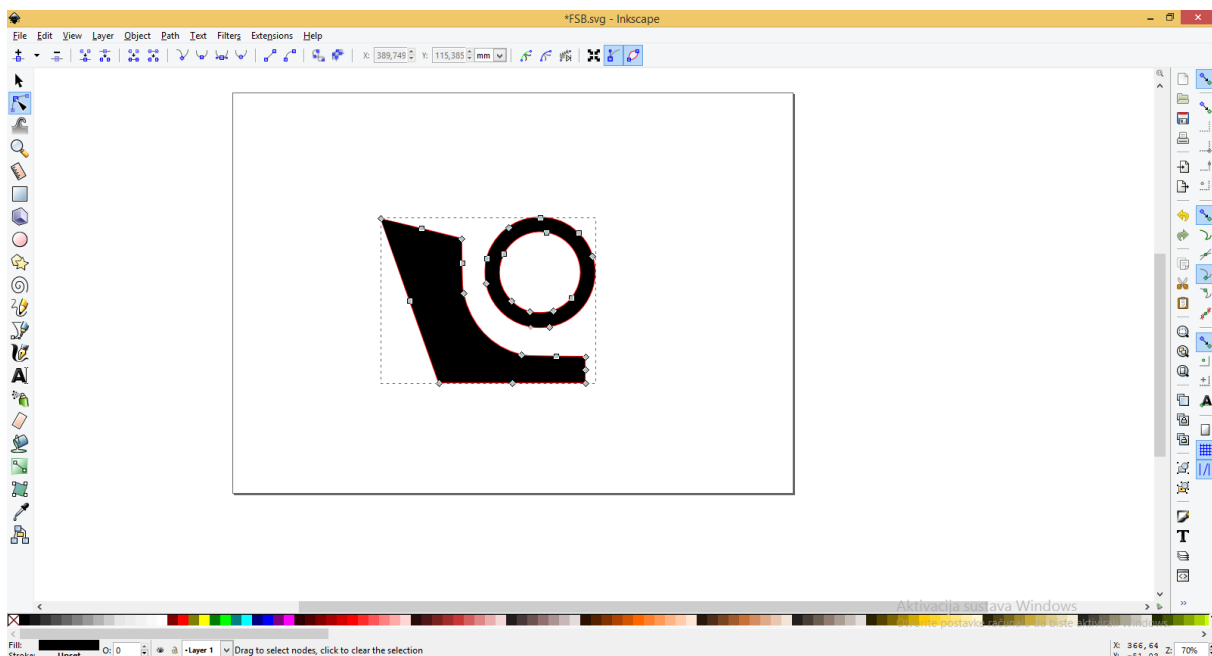 *FSB.svg - Inkscape
File Edit View Layer Object Path Text Filters Extensions Help
X: 389,749 Y: 115,385 mm
Aktivacija sustava Windows
Fill:
O: 0 Layer 1 Drag to select nodes, click to clear the selection
X: 366,64
Z: 70%